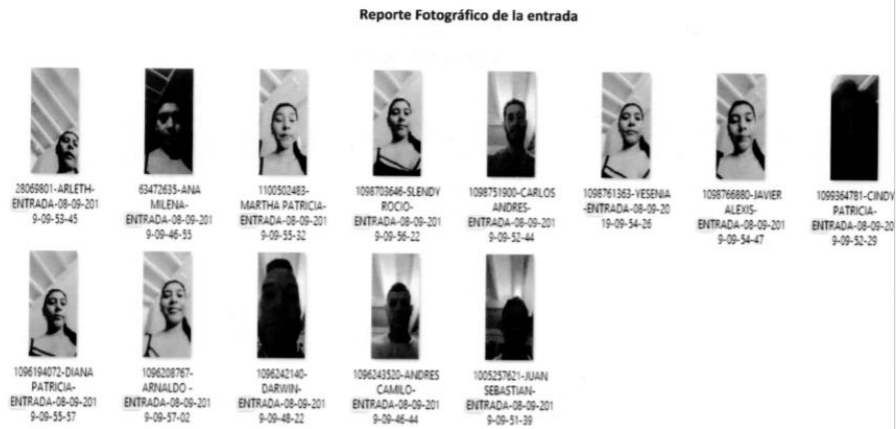 Reporte Fotográfico de la entrada
28069801-ARLETH-
ENTRADA-08-09-201
9-09-53-45
63472635-ANA
MILENA-
ENTRADA-08-09-201
9-09-46-55
1100502483-
MARTHA PATRICIA-
ENTRADA-08-09-201
9-09-55-32
1098703646-SLENDY
ROCIO-
ENTRADA-08-09-201
9-09-56-22
1098751900-CARLOS
ANDRES-
ENTRADA-08-09-201
9-09-52-44
1098761363-YESENIA
-ENTRADA-08-09-20
19-09-54-26
1098766880-JAVIER
ALEXIS-
ENTRADA-08-09-201
9-09-54-47
1099364781-CINDY
PATRICIA-
ENTRADA-08-09-20
9-09-52-29
1096194072-DIANA
PATRICIA-
ENTRADA-08-09-201
9-09-55-57
1096208767-
ARNALDO -
ENTRADA-08-09-201
9-09-57-02
1096242140-
DARWIN-
ENTRADA-08-09-201
9-09-48-22
1096243520-ANDRES
CAMILO-
ENTRADA-08-09-201
9-09-46-44
1005257621-JUAN
SEBASTIAN-
ENTRADA-08-09-201
9-09-51-39